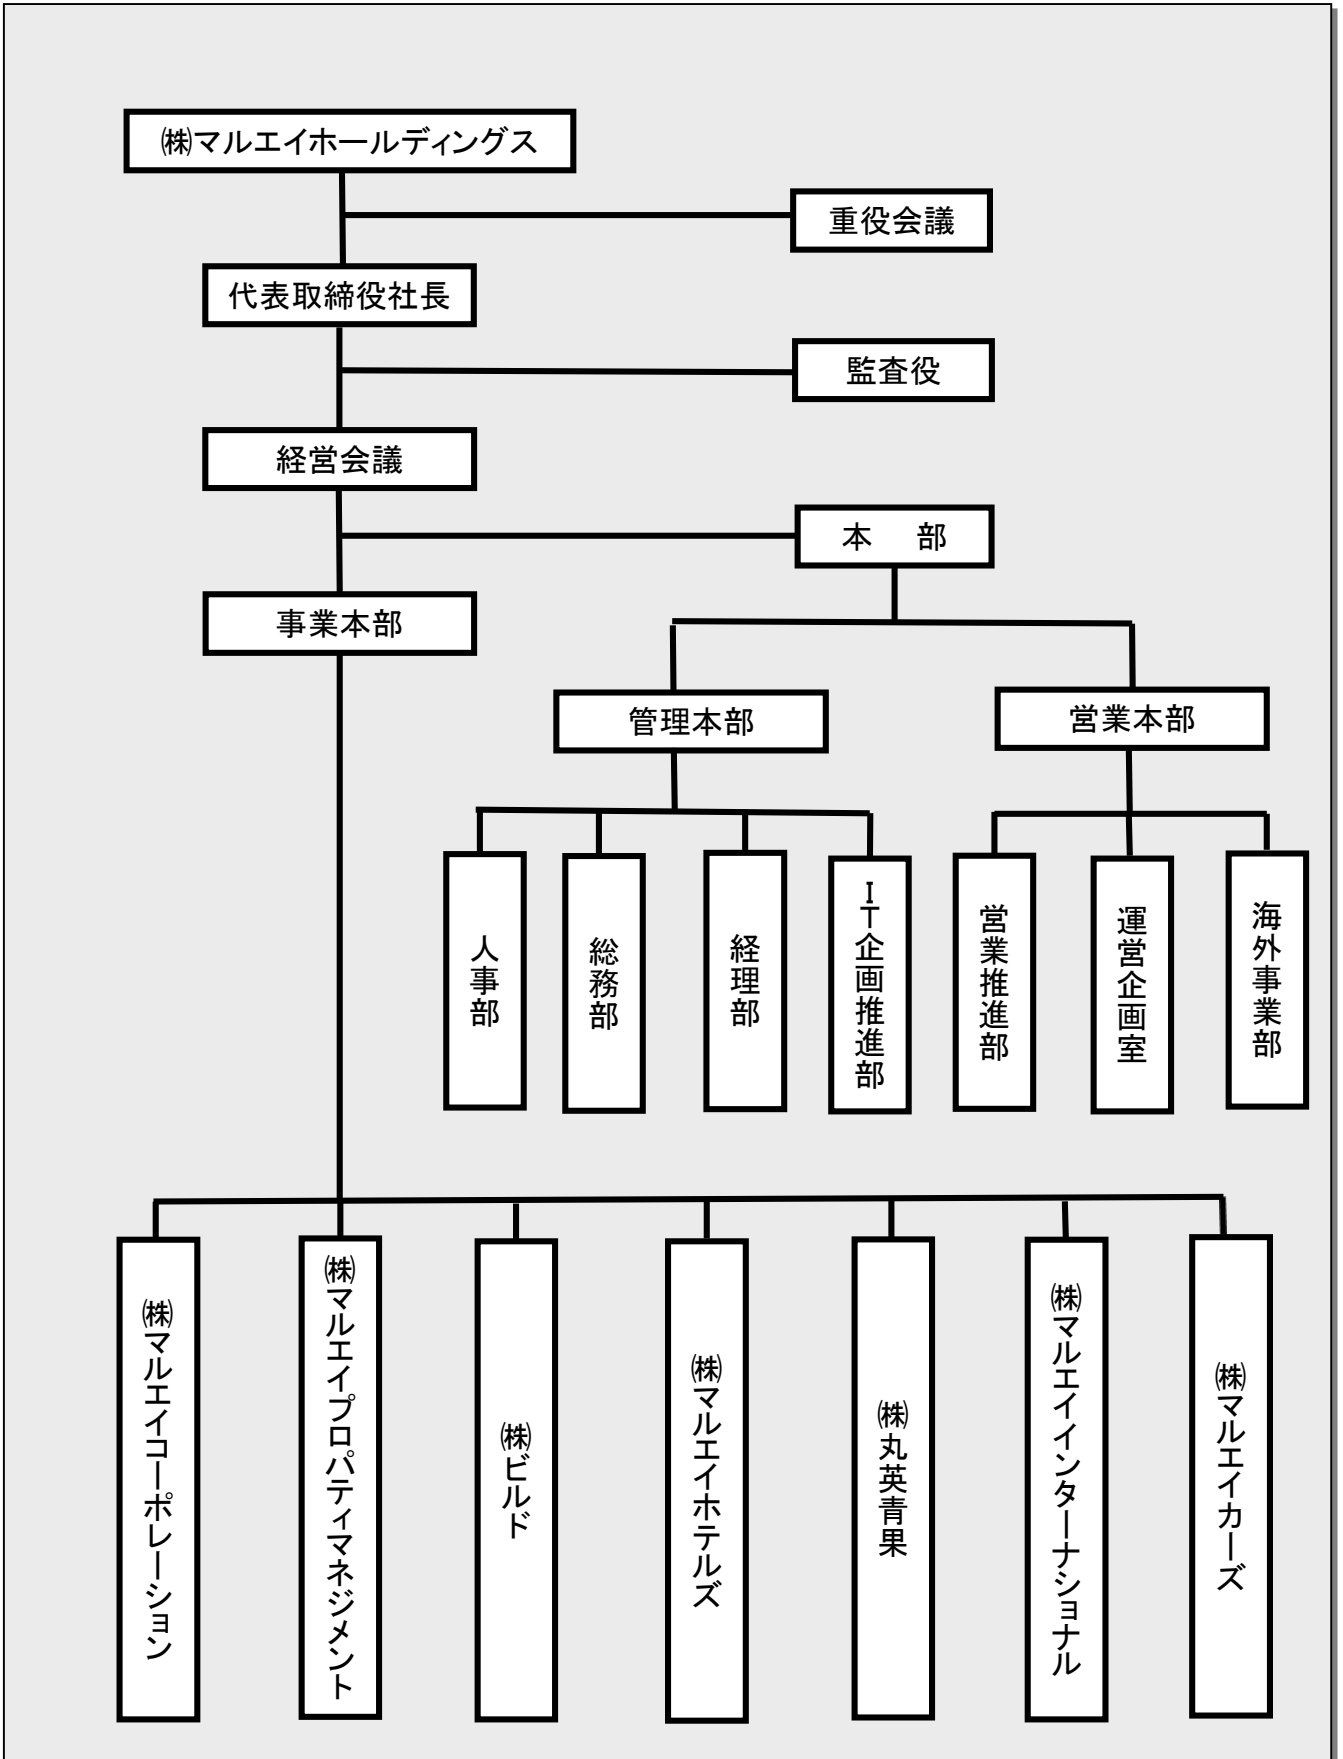 ㈱マルエイホールディングス
重役会議
代表取締役社長
監査役
経営会議
本　部
事業本部
管理本部
営業本部
人事部
総務部
経理部
IT企画推進部
営業推進部
運営企画室
海外事業部
㈱マルエイコーポレーション
㈱マルエイプロパティマネジメント
㈱ビルド
㈱マルエイホテルズ
㈱丸英青果
㈱マルエイインターナショナル
㈱マルエイカーズ